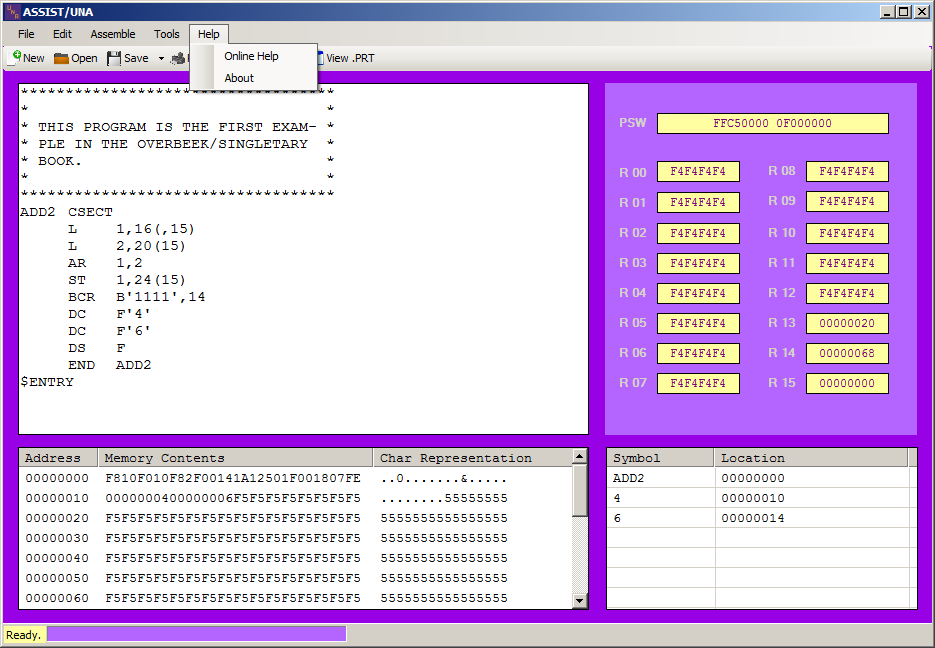 ASSIST/UNA
File Edit Assemble Tools Help
New Open Save View .PRT
Online Help
About
***********************************
* *
* THIS PROGRAM IS THE FIRST EXAM- *
* PLE IN THE OVERBEEK/SINGLETARY *
* BOOK. *
* *
***********************************
ADD2 CSECT
L 1,16(,15)
L 2,20(15)
AR 1,2
ST 1,24(15)
BCR B'1111',14
DC F'4'
DC F'6'
DS F
END ADD2
$ENTRY
PSW FFC50000 0F000000
R 00 F4F4F4F4 R 08 F4F4F4F4
R 01 F4F4F4F4 R 09 F4F4F4F4
R 02 F4F4F4F4 R 10 F4F4F4F4
R 03 F4F4F4F4 R 11 F4F4F4F4
R 04 F4F4F4F4 R 12 F4F4F4F4
R 05 F4F4F4F4 R 13 00000020
R 06 F4F4F4F4 R 14 00000068
R 07 F4F4F4F4 R 15 00000000
Address Memory Contents Char Representation
00000000 F810F010F82F00141A12501F001807FE ..0.......&.....
00000010 0000000400000006F5F5F5F5F5F5F5F5 ........55555555
00000020 F5F5F5F5F5F5F5F5F5F5F5F5F5F5F5F5 5555555555555555
00000030 F5F5F5F5F5F5F5F5F5F5F5F5F5F5F5F5 5555555555555555
00000040 F5F5F5F5F5F5F5F5F5F5F5F5F5F5F5F5 5555555555555555
00000050 F5F5F5F5F5F5F5F5F5F5F5F5F5F5F5F5 5555555555555555
00000060 F5F5F5F5F5F5F5F5F5F5F5F5F5F5F5F5 5555555555555555
Symbol Location
ADD2 00000000
4 00000010
6 00000014
Ready.